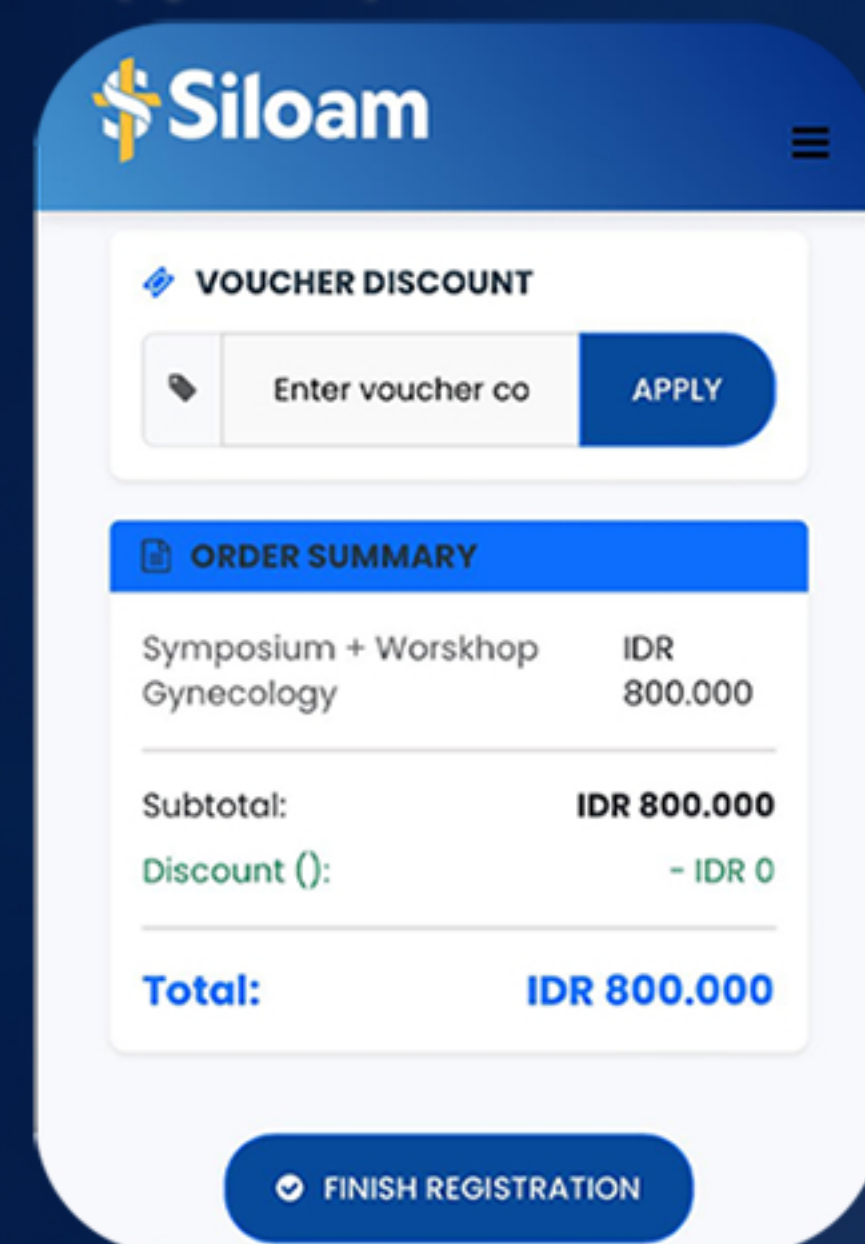 Siloam
VOUCHER DISCOUNT
Enter voucher co
APPLY
ORDER SUMMARY
Symposium + Worskhop
Gynecology
IDR
800.000
Subtotal:
IDR 800.000
Discount ():
- IDR 0
Total:
IDR 800.000
FINISH REGISTRATION